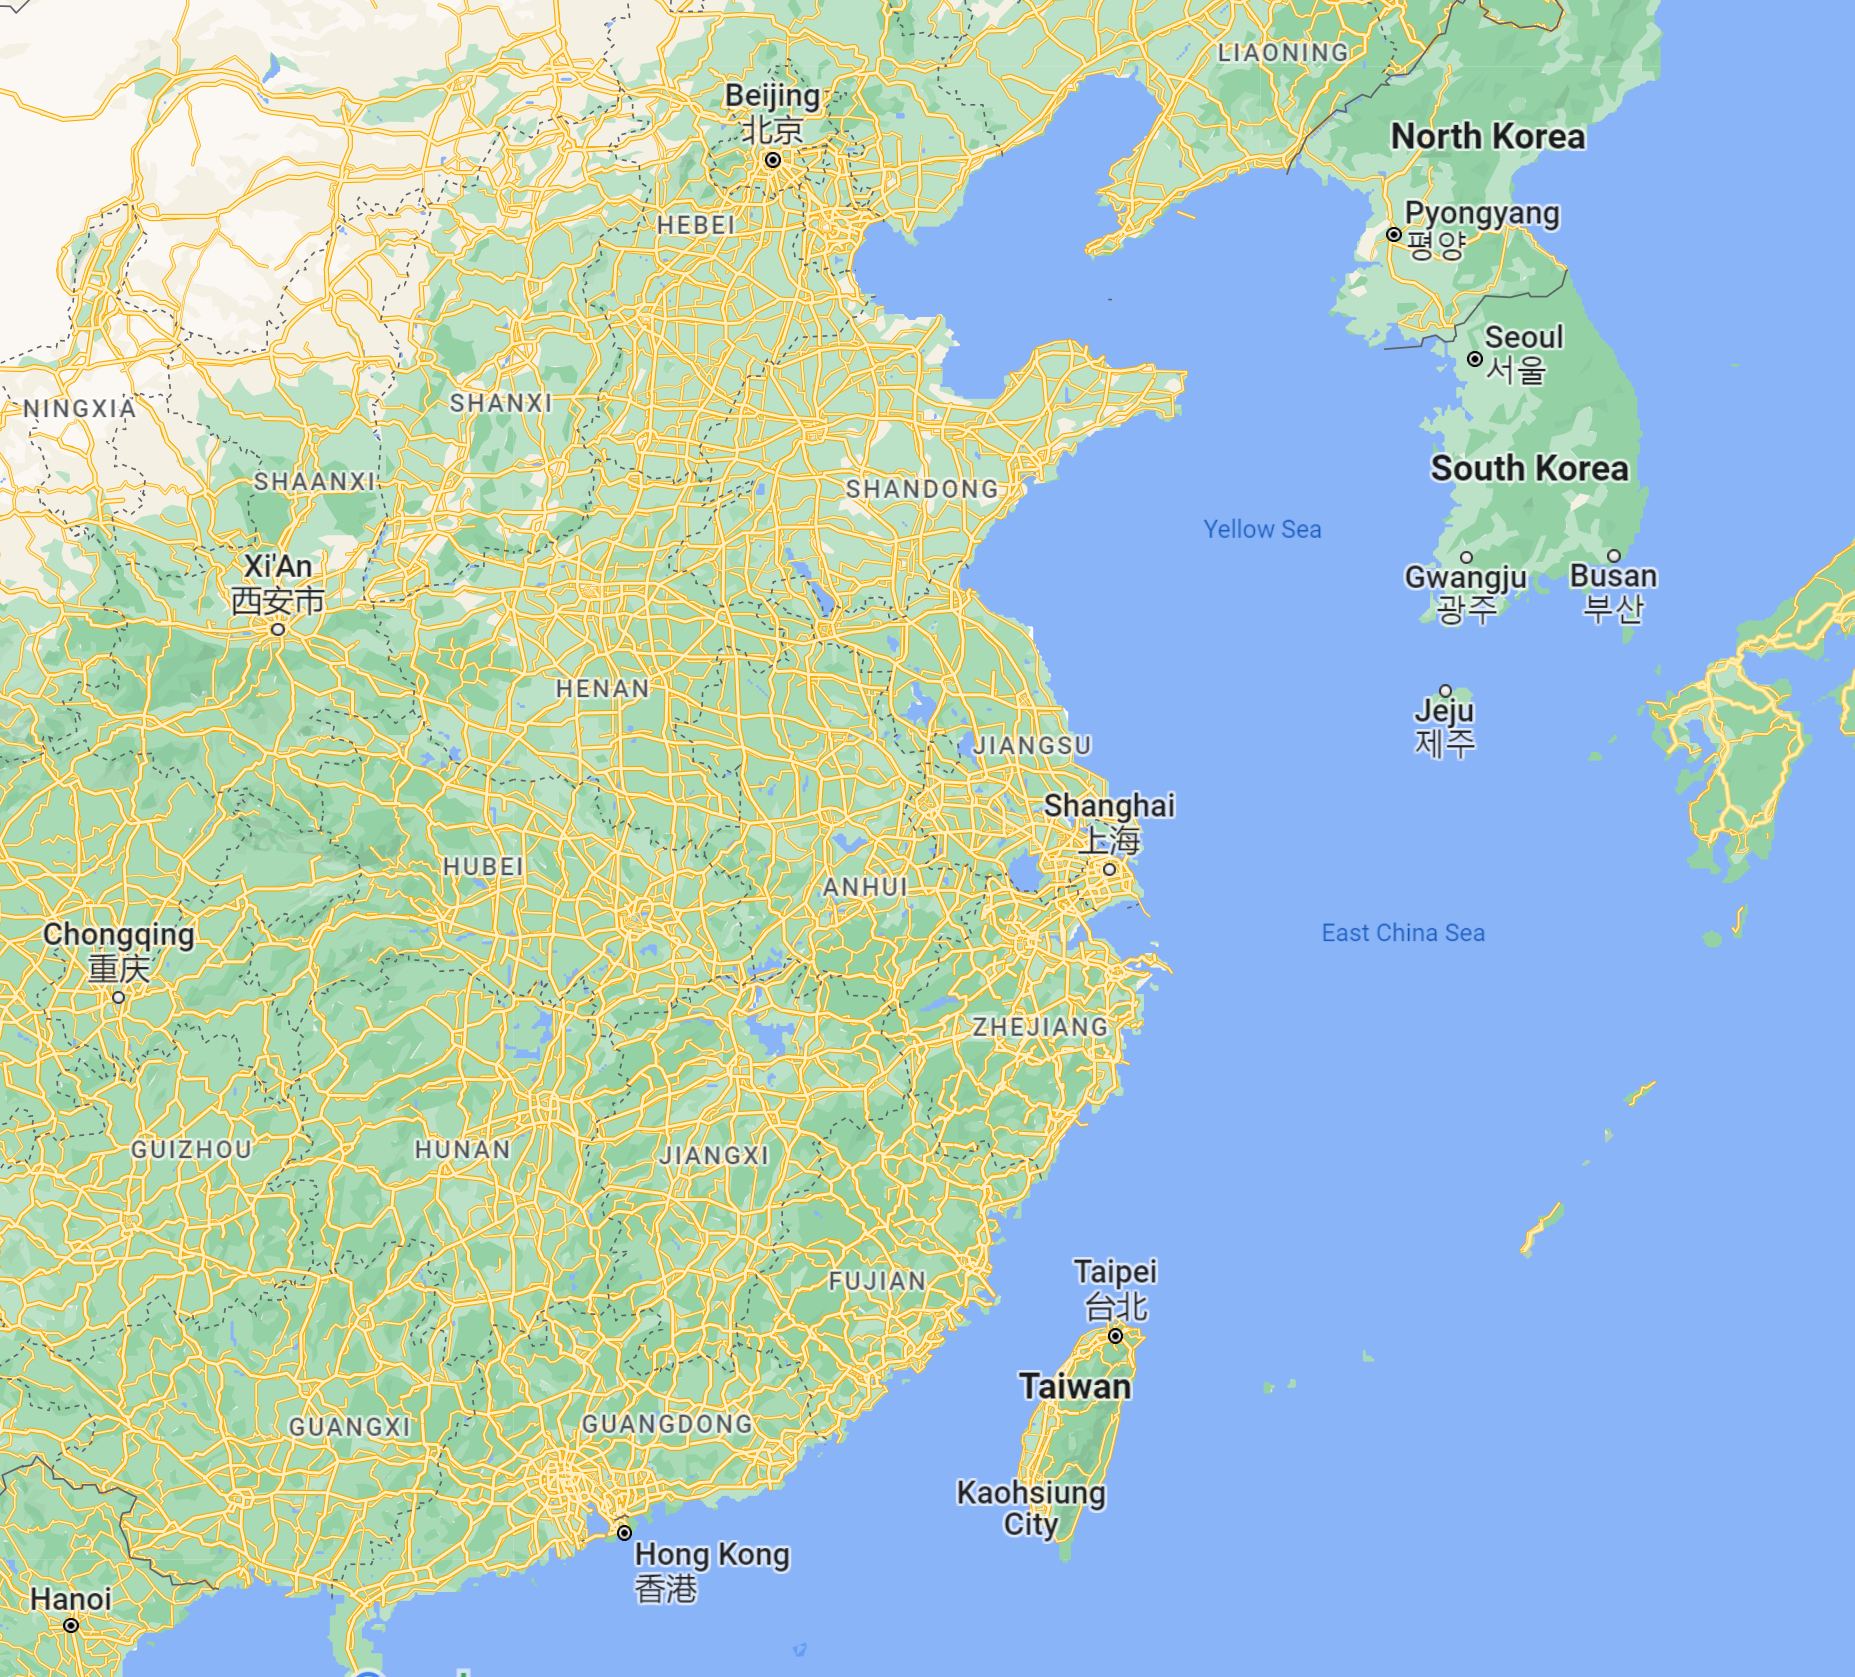 LIAONING
Beijing
北京
North Korea
Pyongyang
평양
HEBEI
Seoul
서울
NINGXIA
SHANXI
SHAANXI
SHANDONG
South Korea
Yellow Sea
Xi'An
西安市
Gwangju
광주
Busan
부산
HENAN
Jeju
제주
JIANGSU
Shanghai
上海
HUBEI
ANHUI
Chongqing
重庆
East China Sea
ZHEJIANG
GUIZHOU
HUNAN
JIANGXI
FUJIAN
Taipei
台北
Taiwan
GUANGXI
GUANGDONG
Kaohsiung
City
Hong Kong
香港
Hanoi